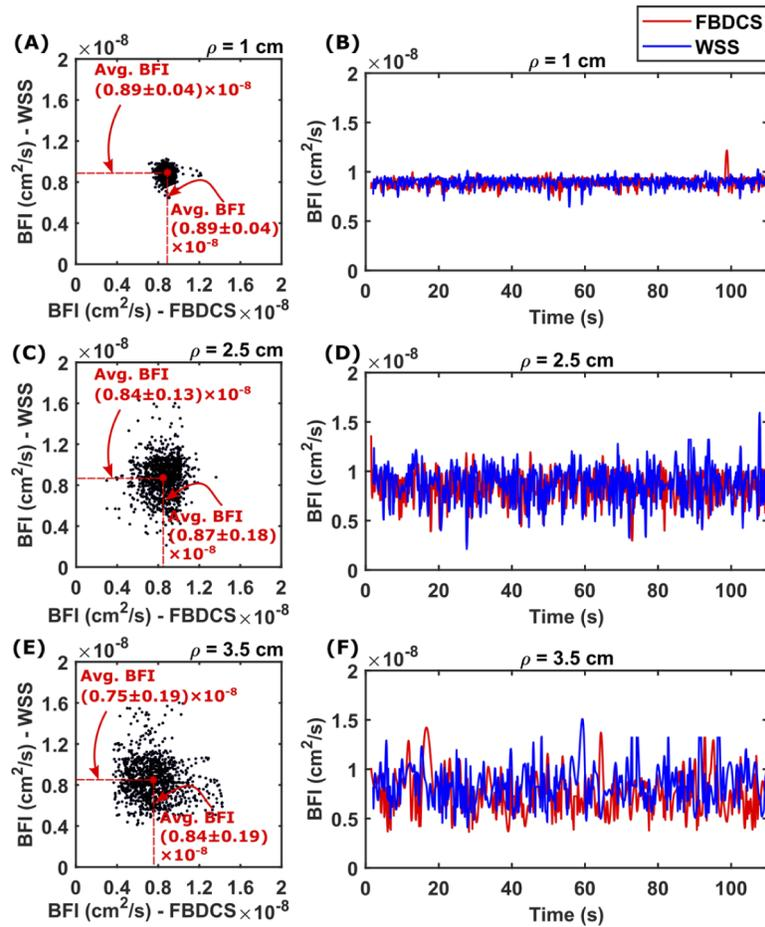 FBDCS
WSS
(A)
×10⁻⁸
ρ = 1 cm
Avg. BFI
(0.89±0.04)×10⁻⁸
Avg. BFI
(0.89±0.04)
×10⁻⁸
BFI (cm²/s) - WSS
2
1.6
1.2
0.8
0.4
0
0 0.4 0.8 1.2 1.6 2
BFI (cm²/s) - FBDCS ×10⁻⁸
(B)
×10⁻⁸
ρ = 1 cm
BFI (cm²/s)
2
1.5
1
0.5
0
0 20 40 60 80 100
Time (s)
(C)
×10⁻⁸
ρ = 2.5 cm
Avg. BFI
(0.84±0.13)×10⁻⁸
Avg. BFI
(0.87±0.18)
×10⁻⁸
BFI (cm²/s) - WSS
2
1.6
1.2
0.8
0.4
0
0 0.4 0.8 1.2 1.6 2
BFI (cm²/s) - FBDCS ×10⁻⁸
(D)
×10⁻⁸
ρ = 2.5 cm
BFI (cm²/s)
2
1.5
1
0.5
0
0 20 40 60 80 100
Time (s)
(E)
×10⁻⁸
ρ = 3.5 cm
Avg. BFI
(0.75±0.19)×10⁻⁸
Avg. BFI
(0.84±0.19)
×10⁻⁸
BFI (cm²/s) - WSS
2
1.6
1.2
0.8
0.4
0
0 0.4 0.8 1.2 1.6 2
BFI (cm²/s) - FBDCS ×10⁻⁸
(F)
×10⁻⁸
ρ = 3.5 cm
BFI (cm²/s)
2
1.5
1
0.5
0
0 20 40 60 80 100
Time (s)